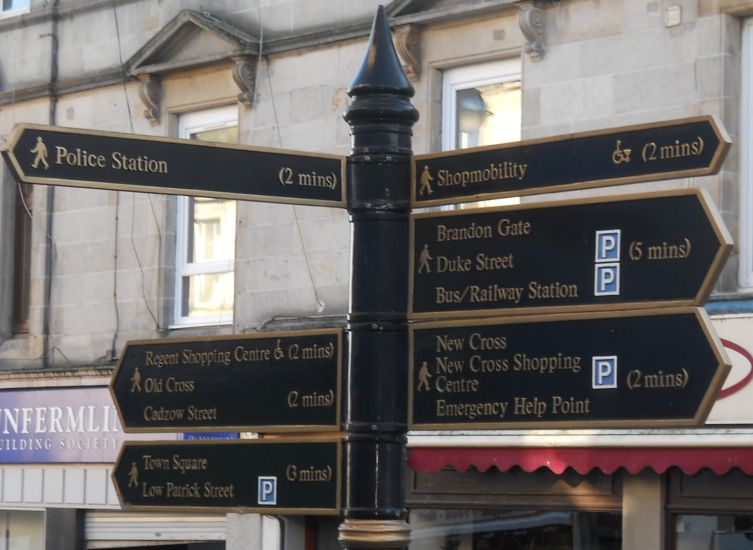 Police Station (2 mins)
Shopmobility (2 mins)
Brandon Gate P
Duke Street (5 mins)
Bus/Railway Station P
Regent Shopping Centre (2 mins)
Old Cross
Cadzow Street (2 mins)
New Cross
New Cross Shopping
Centre P (2 mins)
Emergency Help Point
Town Square (3 mins)
Low Patrick Street P
UNFERMLIN
BUILDING SOCIETY